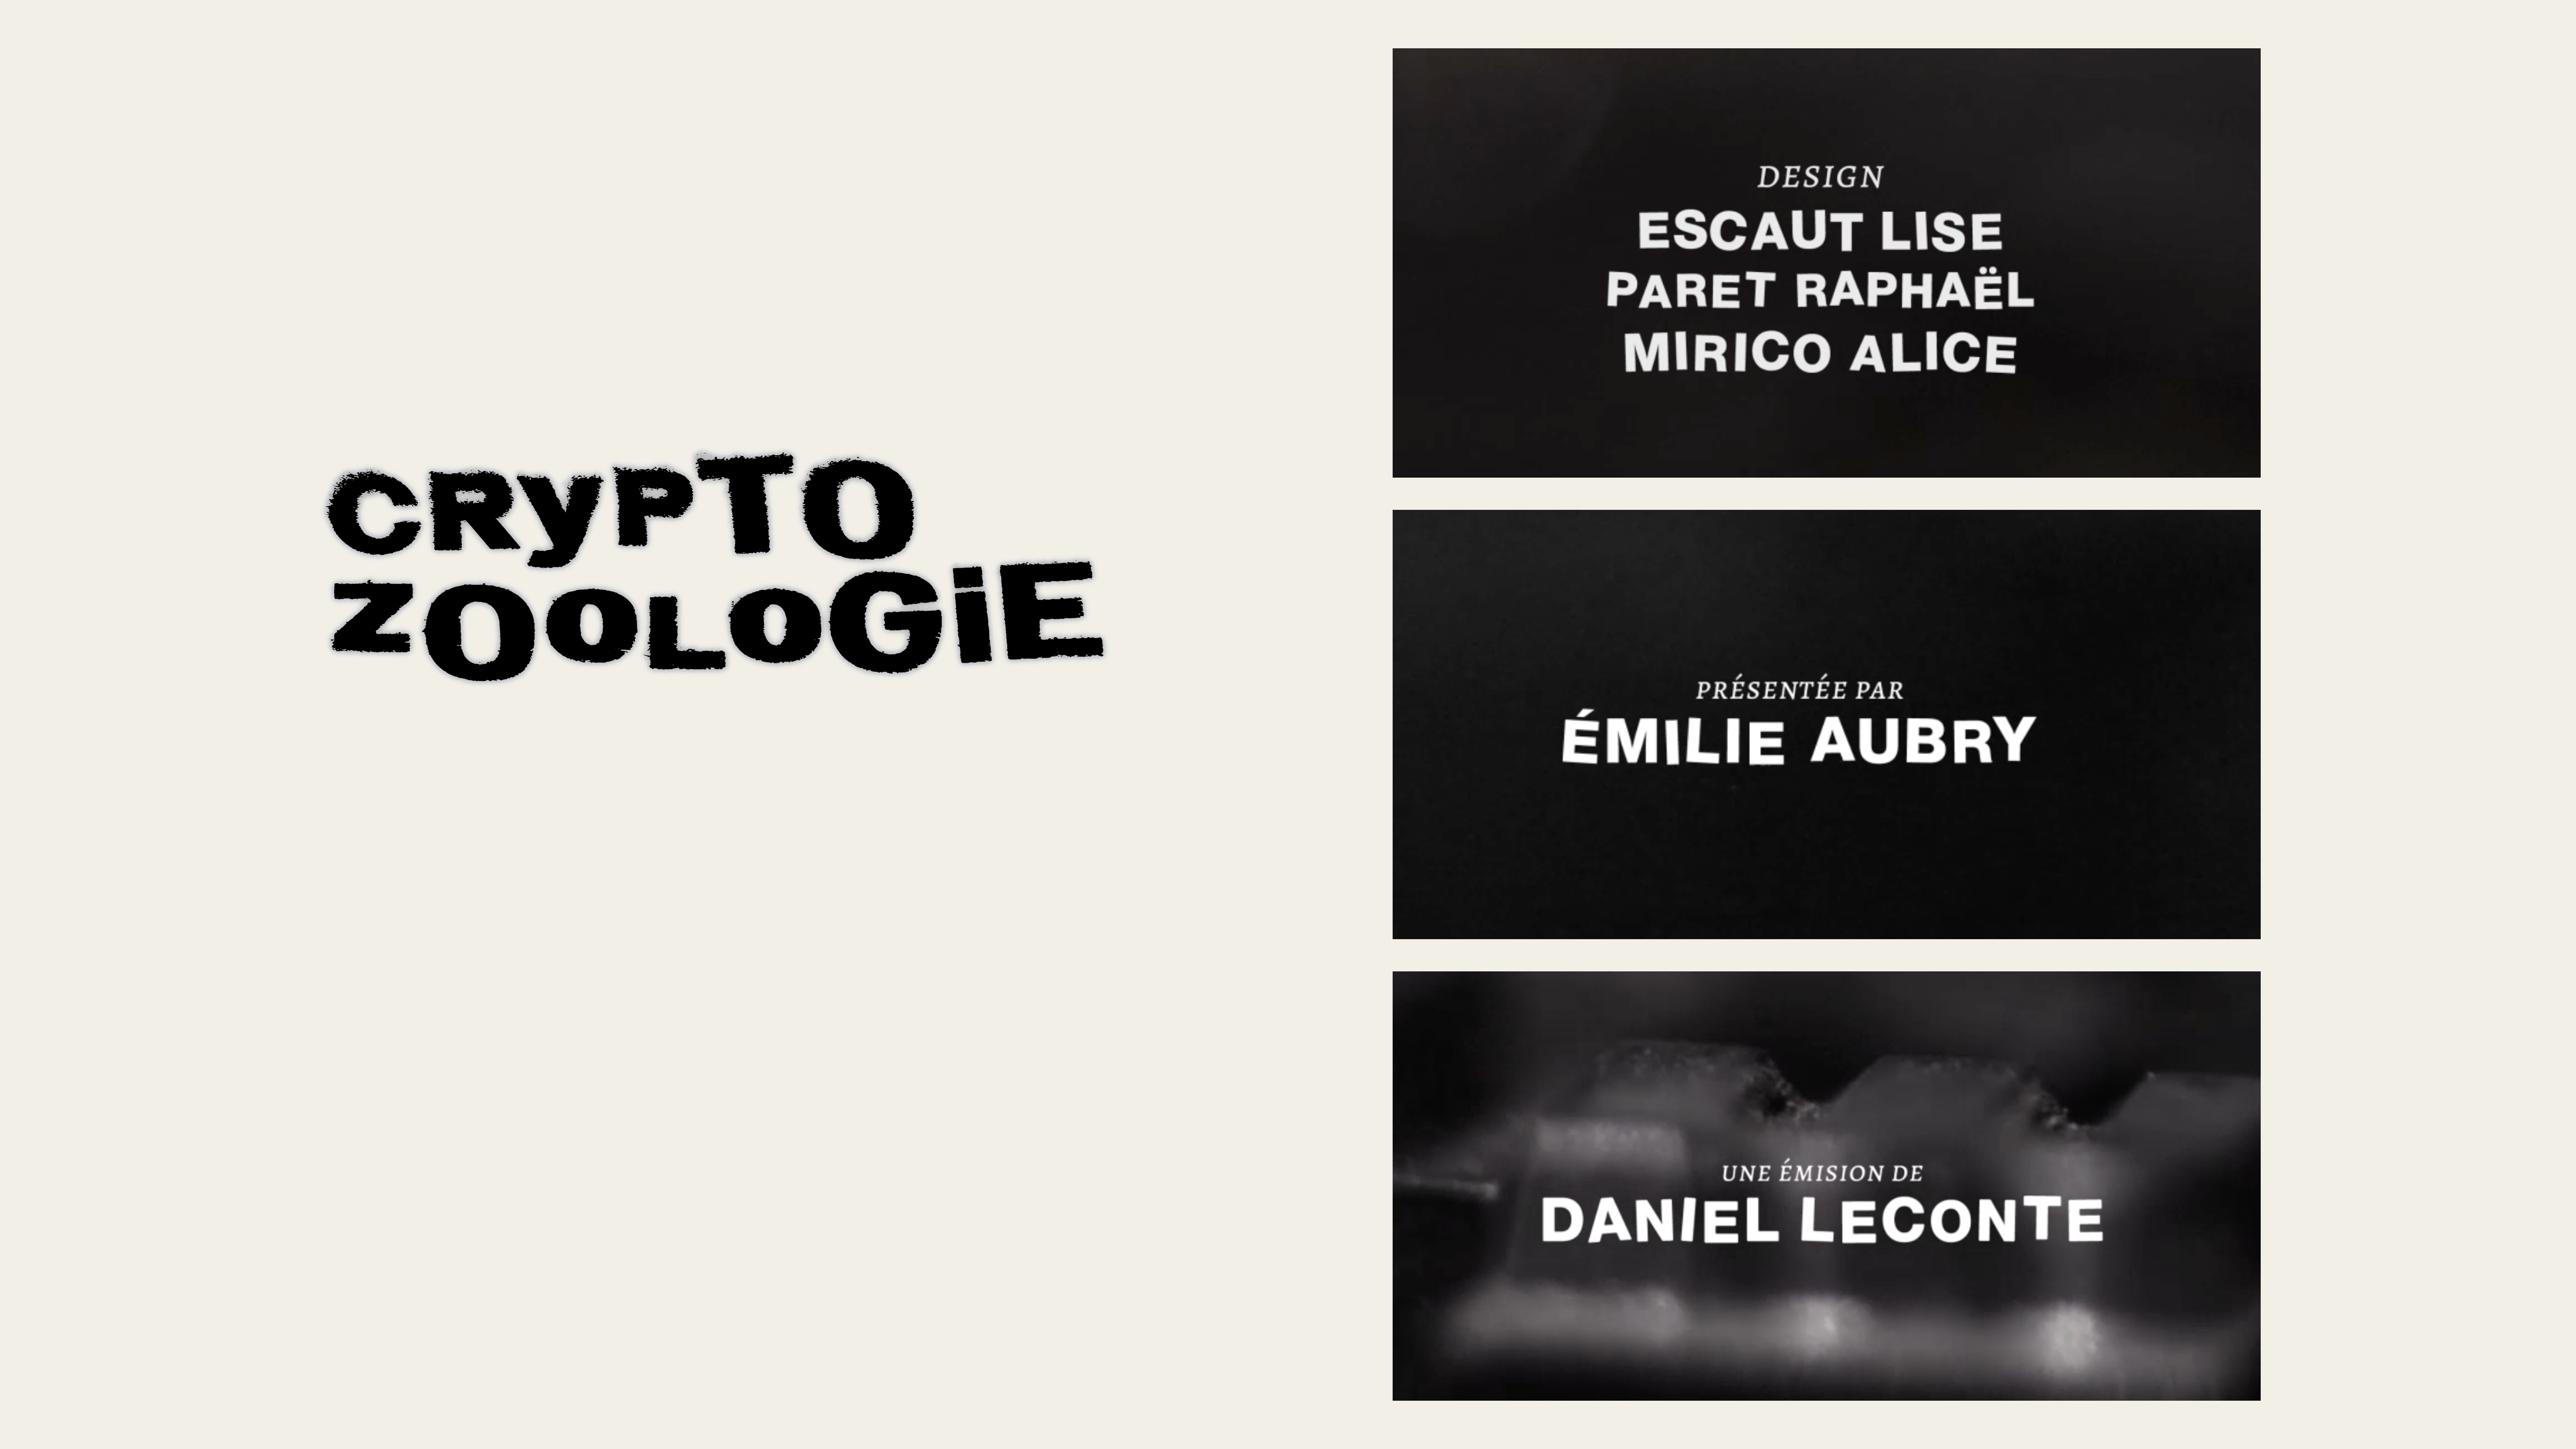 CRyPTO
ZOOLOGiE
DESIGN
ESCAUT LISE
PARET RAPHAËL
MIRICO ALICE
PRÉSENTÉE PAR
ÉMILIE AUBRY
UNE ÉMISION DE
DANIEL LECONTE